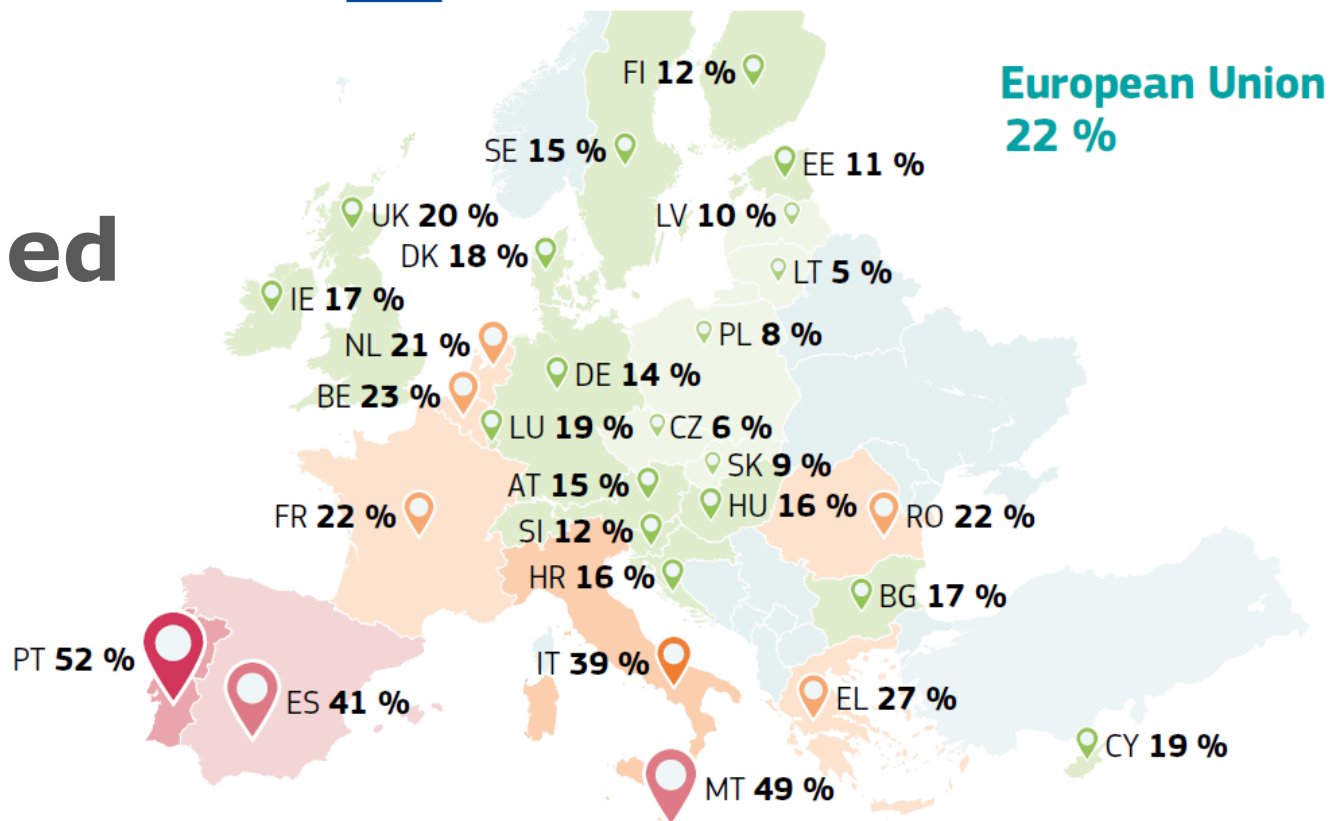 European Union
22 %
FI 12 %
SE 15 %
EE 11 %
LV 10 %
UK 20 %
DK 18 %
ed
LT 5 %
IE 17 %
PL 8 %
NL 21 %
DE 14 %
BE 23 %
LU 19 %
CZ 6 %
SK 9 %
AT 15 %
HU 16 %
FR 22 %
RO 22 %
SI 12 %
HR 16 %
BG 17 %
PT 52 %
IT 39 %
ES 41 %
EL 27 %
CY 19 %
MT 49 %